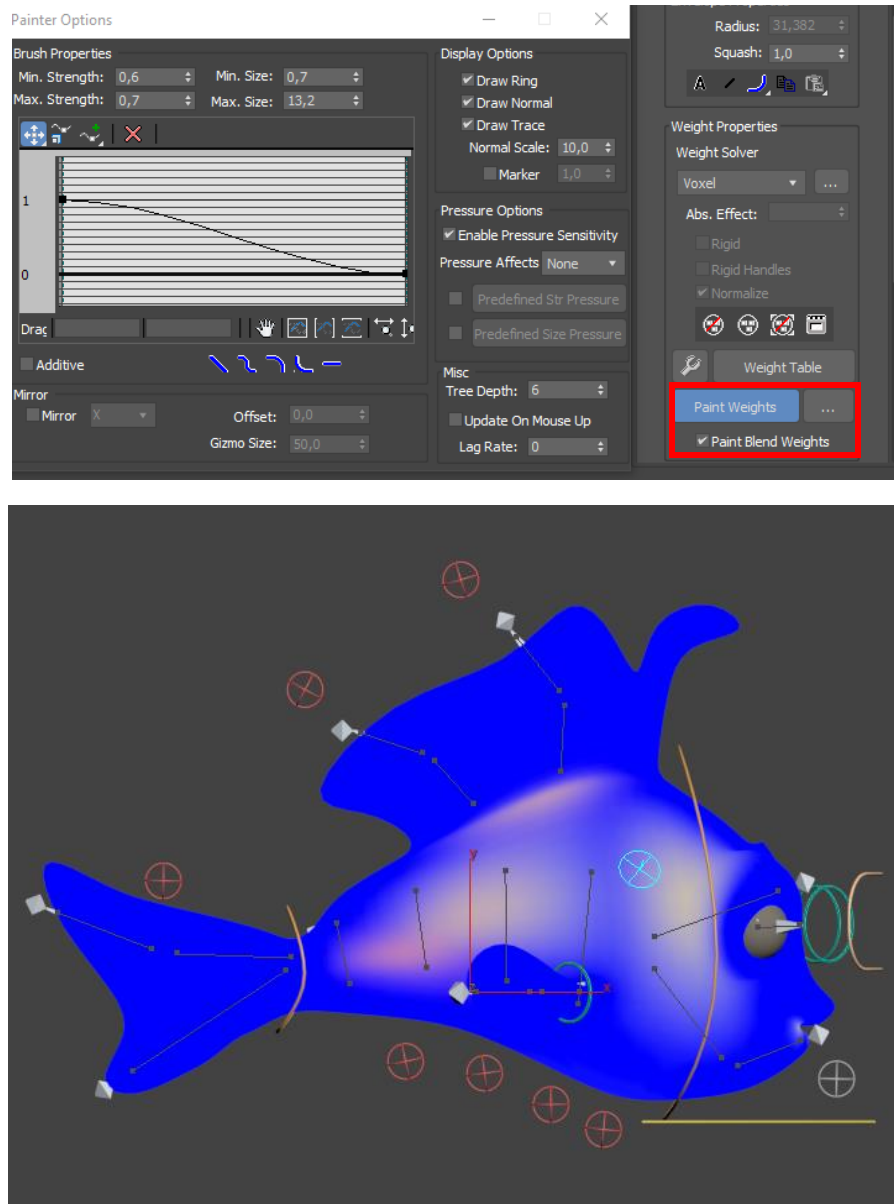 Painter Options
Brush Properties
Min. Strength: 0,6 Min. Size: 0,7
Max. Strength: 0,7 Max. Size: 13,2
1
0
Drag
Additive
Mirror
Mirror X Offset: 0,0
Gizmo Size: 50,0
Display Options
Draw Ring
Draw Normal
Draw Trace
Normal Scale: 10,0
Marker 1,0
Pressure Options
Enable Pressure Sensitivity
Pressure Affects None
Predefined Str Pressure
Predefined Size Pressure
Misc
Tree Depth: 6
Update On Mouse Up
Lag Rate: 0
Radius: 31,382
Squash: 1,0
A
Weight Properties
Weight Solver
Voxel ...
Abs. Effect:
Rigid
Rigid Handles
Normalize
Weight Table
Paint Weights ...
Paint Blend Weights
y
z x